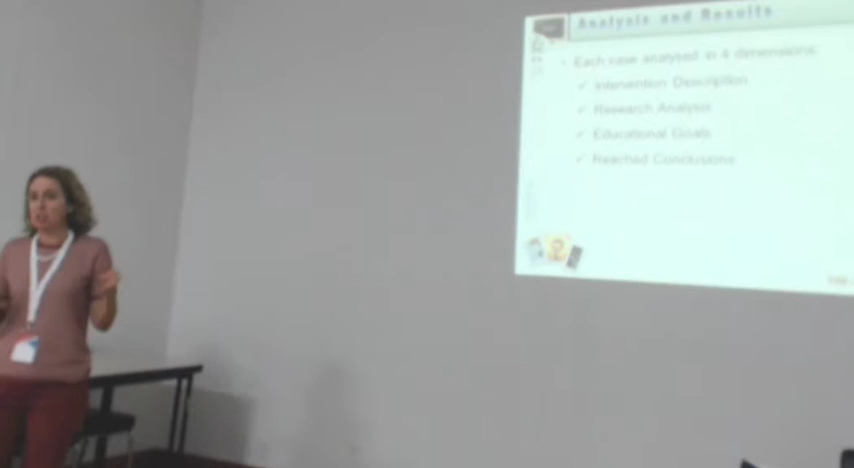 Analysis and Results
Each case analysed in 4 dimensions:
✓ Intervention Description
✓ Research Analysis
✓ Educational Goals
✓ Reached Conclusions